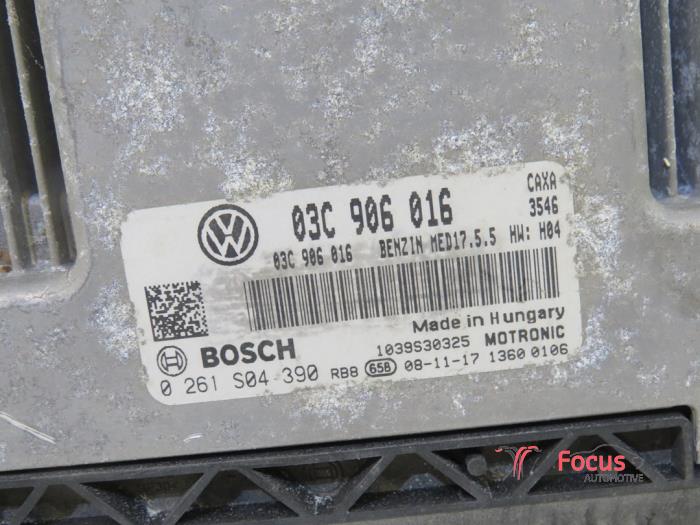 03C 906 016 CAXA
3546
03C 906 016 BENZIN MED17.5.5 HW: H04
Made in Hungary
BOSCH 1039S30325 MOTRONIC
0 261 S04 390 RB8 658 08-11-17 1360 0106
Focus
AUTOMOTIVE